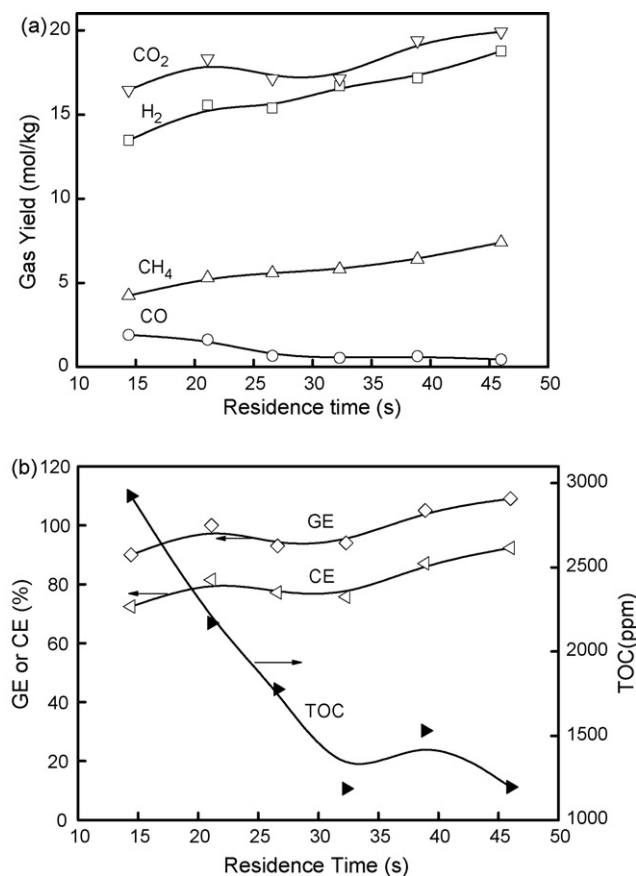 (a)
20
15
10
5
0
CO2
H2
CH4
CO
Gas Yield (mol/kg)
10 15 20 25 30 35 40 45 50
Residence time (s)
(b)
120
100
80
60
40
20
0
GE
CE
TOC
GE or CE (%)
3000
2500
2000
1500
1000
TOC(ppm)
10 15 20 25 30 35 40 45 50
Residence Time (s)